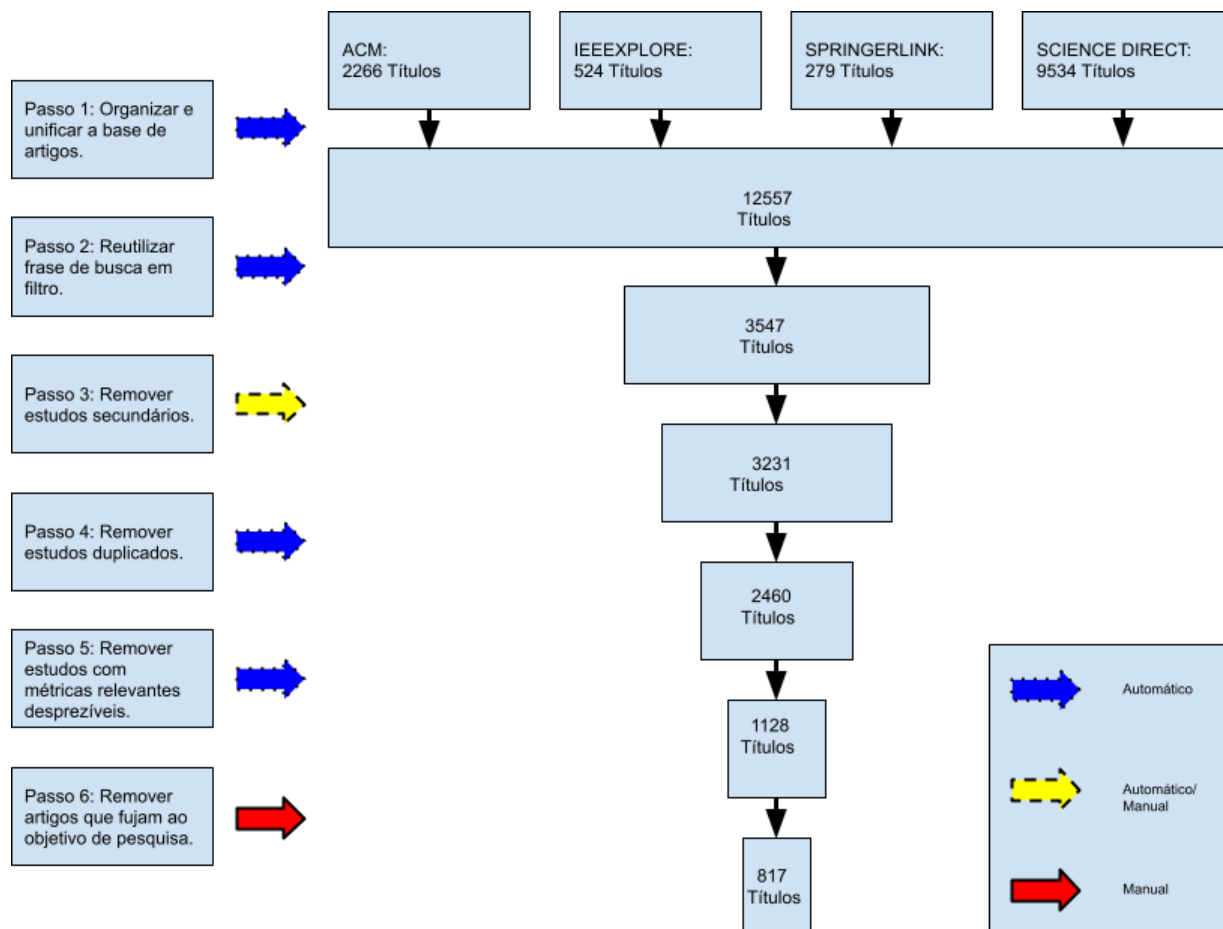 ACM:
2266 Títulos
IEEEXPLORE:
524 Títulos
SPRINGERLINK:
279 Títulos
SCIENCE DIRECT:
9534 Títulos
Passo 1: Organizar e
unificar a base de
artigos.
12557
Títulos
Passo 2: Reutilizar
frase de busca em
filtro.
3547
Títulos
Passo 3: Remover
estudos secundários.
3231
Títulos
Passo 4: Remover
estudos duplicados.
2460
Títulos
Passo 5: Remover
estudos com
métricas relevantes
desprezíveis.
1128
Títulos
Passo 6: Remover
artigos que fujam ao
objetivo de pesquisa.
817
Títulos
Automático
Automático/
Manual
Manual